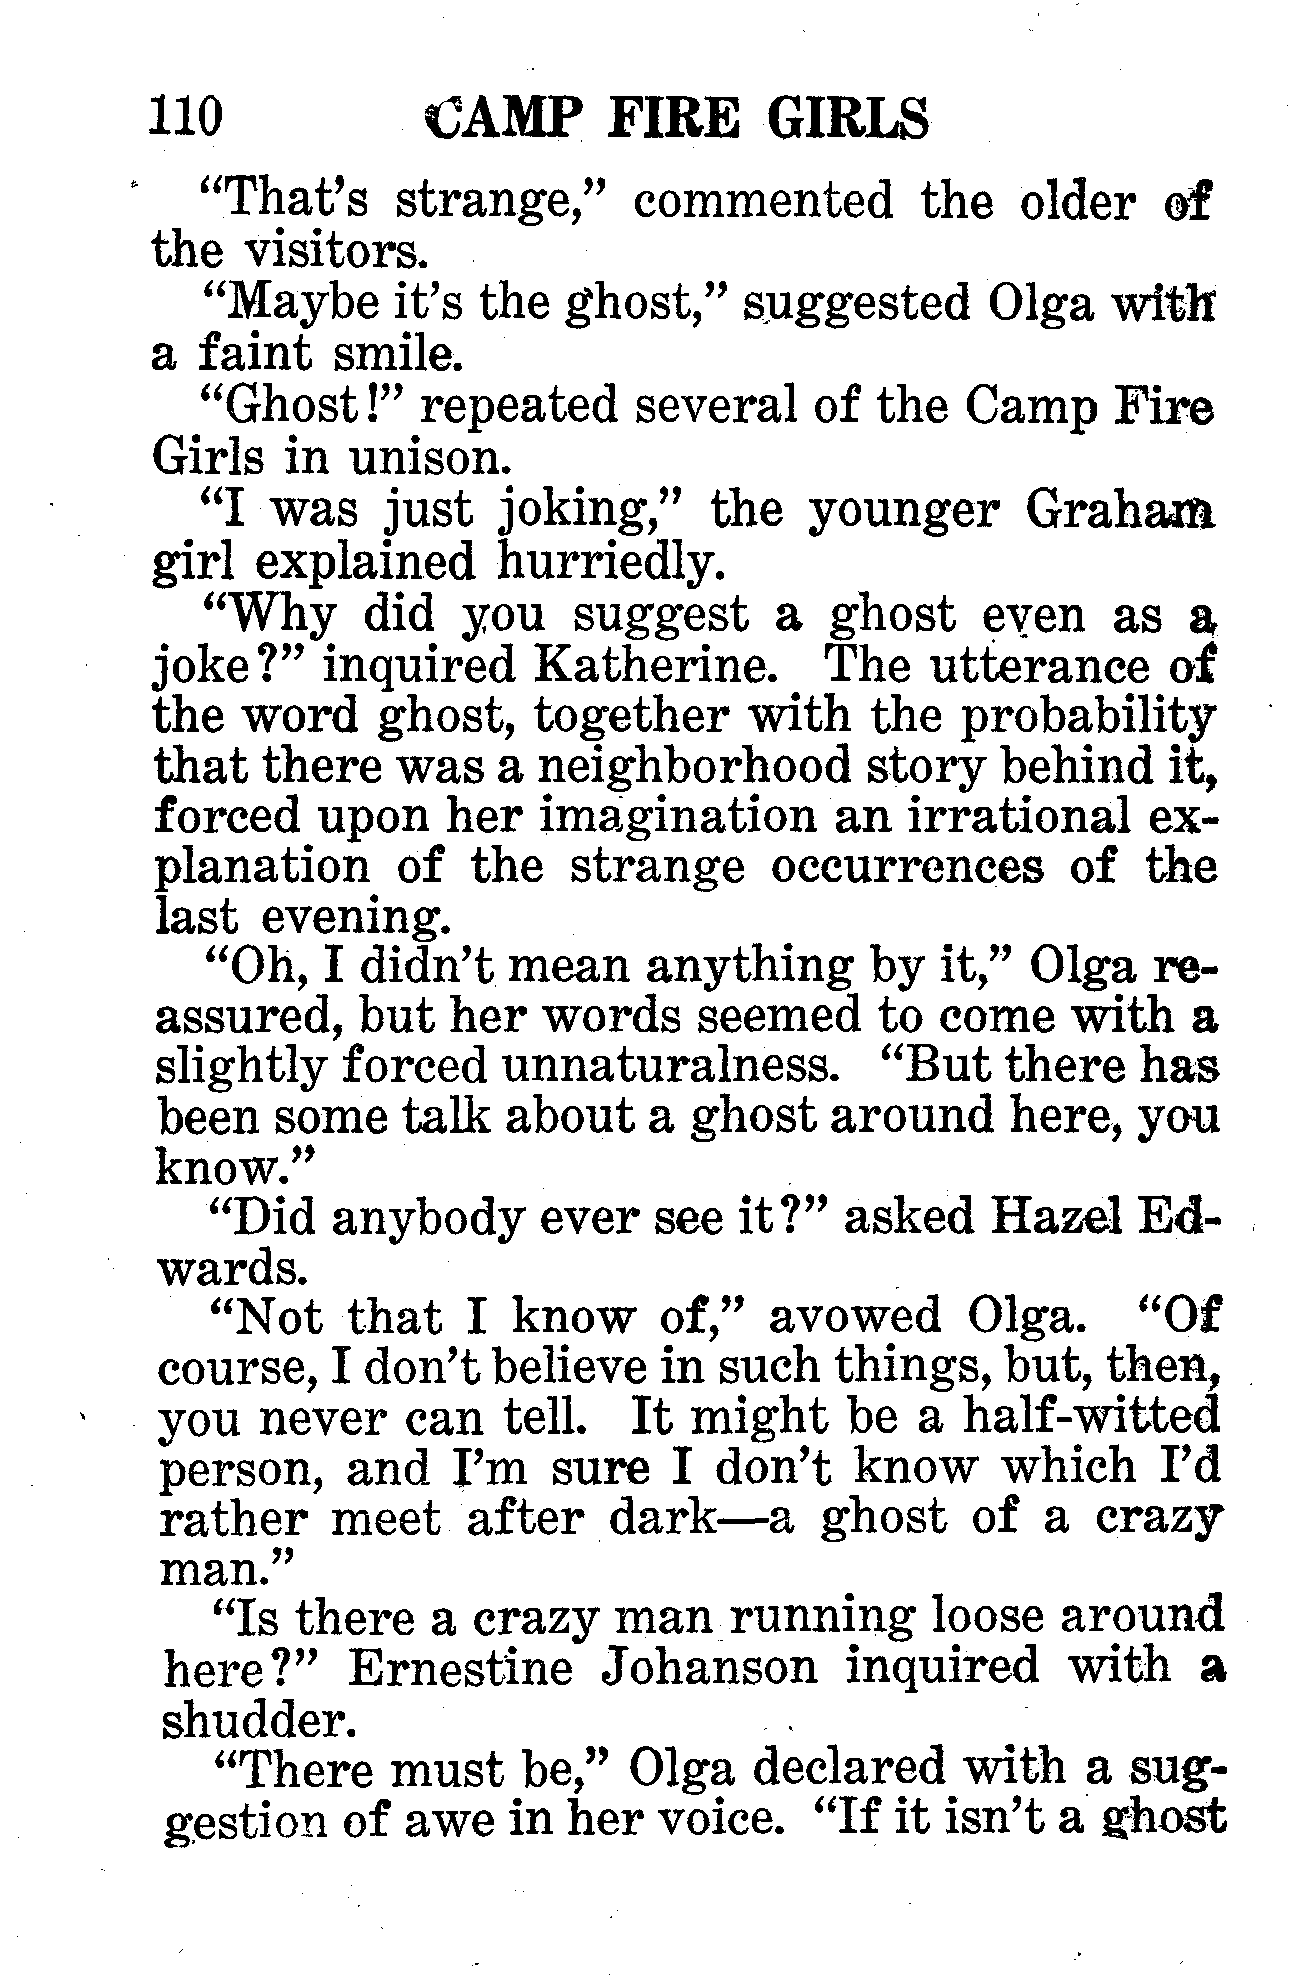 110 CAMP FIRE GIRLS
“That’s strange,” commented the older of
the visitors.
“Maybe it’s the ghost,” suggested Olga with
a faint smile.
“Ghost!” repeated several of the Camp Fire
Girls in unison.
“I was just joking,” the younger Graham
girl explained hurriedly.
“Why did you suggest a ghost even as a
joke?” inquired Katherine. The utterance of
the word ghost, together with the probability
that there was a neighborhood story behind it,
forced upon her imagination an irrational ex-
planation of the strange occurrences of the
last evening.
“Oh, I didn’t mean anything by it,” Olga re-
assured, but her words seemed to come with a
slightly forced unnaturalness. “But there has
been some talk about a ghost around here, you
know.”
“Did anybody ever see it?” asked Hazel Ed-
wards.
“Not that I know of,” avowed Olga. “Of
course, I don’t believe in such things, but, then,
you never can tell. It might be a half-witted
person, and I’m sure I don’t know which I’d
rather meet after dark—a ghost of a crazy
man.”
“Is there a crazy man running loose around
here?” Ernestine Johanson inquired with a
shudder.
“There must be,” Olga declared with a sug-
gestion of awe in her voice. “If it isn’t a ghost